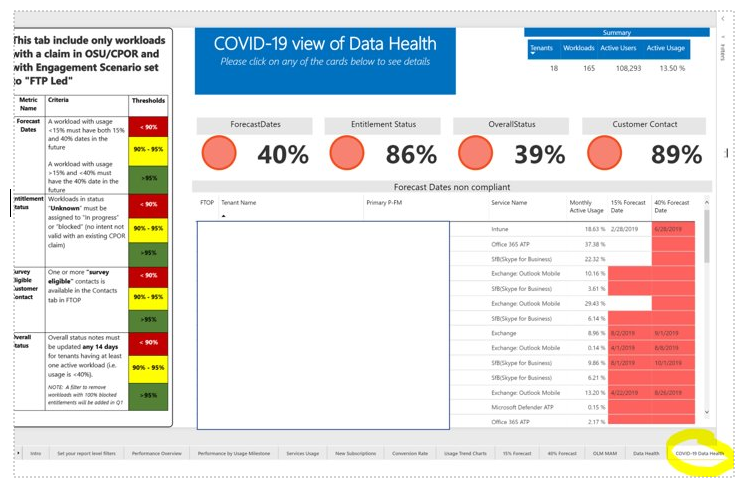 This tab include only workloads
with a claim in OSU/CPOR and
with Engagement Scenario set
to "FTP Led"
Metric Name
Criteria
Thresholds
Forecast Dates
A workload with usage
<15% must have both 15%
and 40% dates in the
future
A workload with usage
>15% and <40% must
have the 40% date in the
future
< 90%
90% - 95%
>95%
Entitlement
Status
Workloads in status
"Unknown" must be
assigned to "In progress"
or "blocked" (no intent not
valid with an existing CPOR
claim)
< 90%
90% - 95%
>95%
Survey
Eligible
Customer
Contact
One or more "survey
eligible" contacts is
available in the Contacts
tab in FTOP
< 90%
90% - 95%
>95%
Overall
Status
Overall status notes must
be updated any 14 days
for tenants having at least
one active workload (i.e.
usage is <40%).
NOTE: A filter to remove
workloads with 100% blocked
entitlements will be added in Q1
< 90%
90% - 95%
>95%
COVID-19 view of Data Health
Please click on any of the cards below to see details
Summary
Tenants Workloads Active Users Active Usage
18 165 108,293 13.50 %
ForecastDates
40%
Entitlement Status
86%
OverallStatus
39%
Customer Contact
89%
Forecast Dates non compliant
FTOP Tenant Name Primary P-FM Service Name Monthly Active Usage 15% Forecast Date 40% Forecast Date
Intune 18.63 % 2/28/2019 6/28/2019
Office 365 ATP 37.38 %
SfB(Skype for Business) 22.32 %
Exchange: Outlook Mobile 10.16 %
SfB(Skype for Business) 3.61 %
Exchange: Outlook Mobile 29.43 %
SfB(Skype for Business) 6.14 %
Exchange 8.96 % 8/2/2019 9/1/2019
Exchange: Outlook Mobile 0.14 % 4/1/2019 8/8/2019
SfB(Skype for Business) 9.86 % 8/1/2019 10/1/2019
SfB(Skype for Business) 6.21 %
Exchange: Outlook Mobile 13.20 % 4/22/2019 8/26/2019
Microsoft Defender ATP 0.15 %
Office 365 ATP 2.17 %
Filters
Intro Set your report level filters Performance Overview Performance by Usage Milestone Services Usage New Subscriptions Conversion Rate Usage Trend Charts 15% Forecast 40% Forecast OLM MAM Data Health COVID-19 Data Health